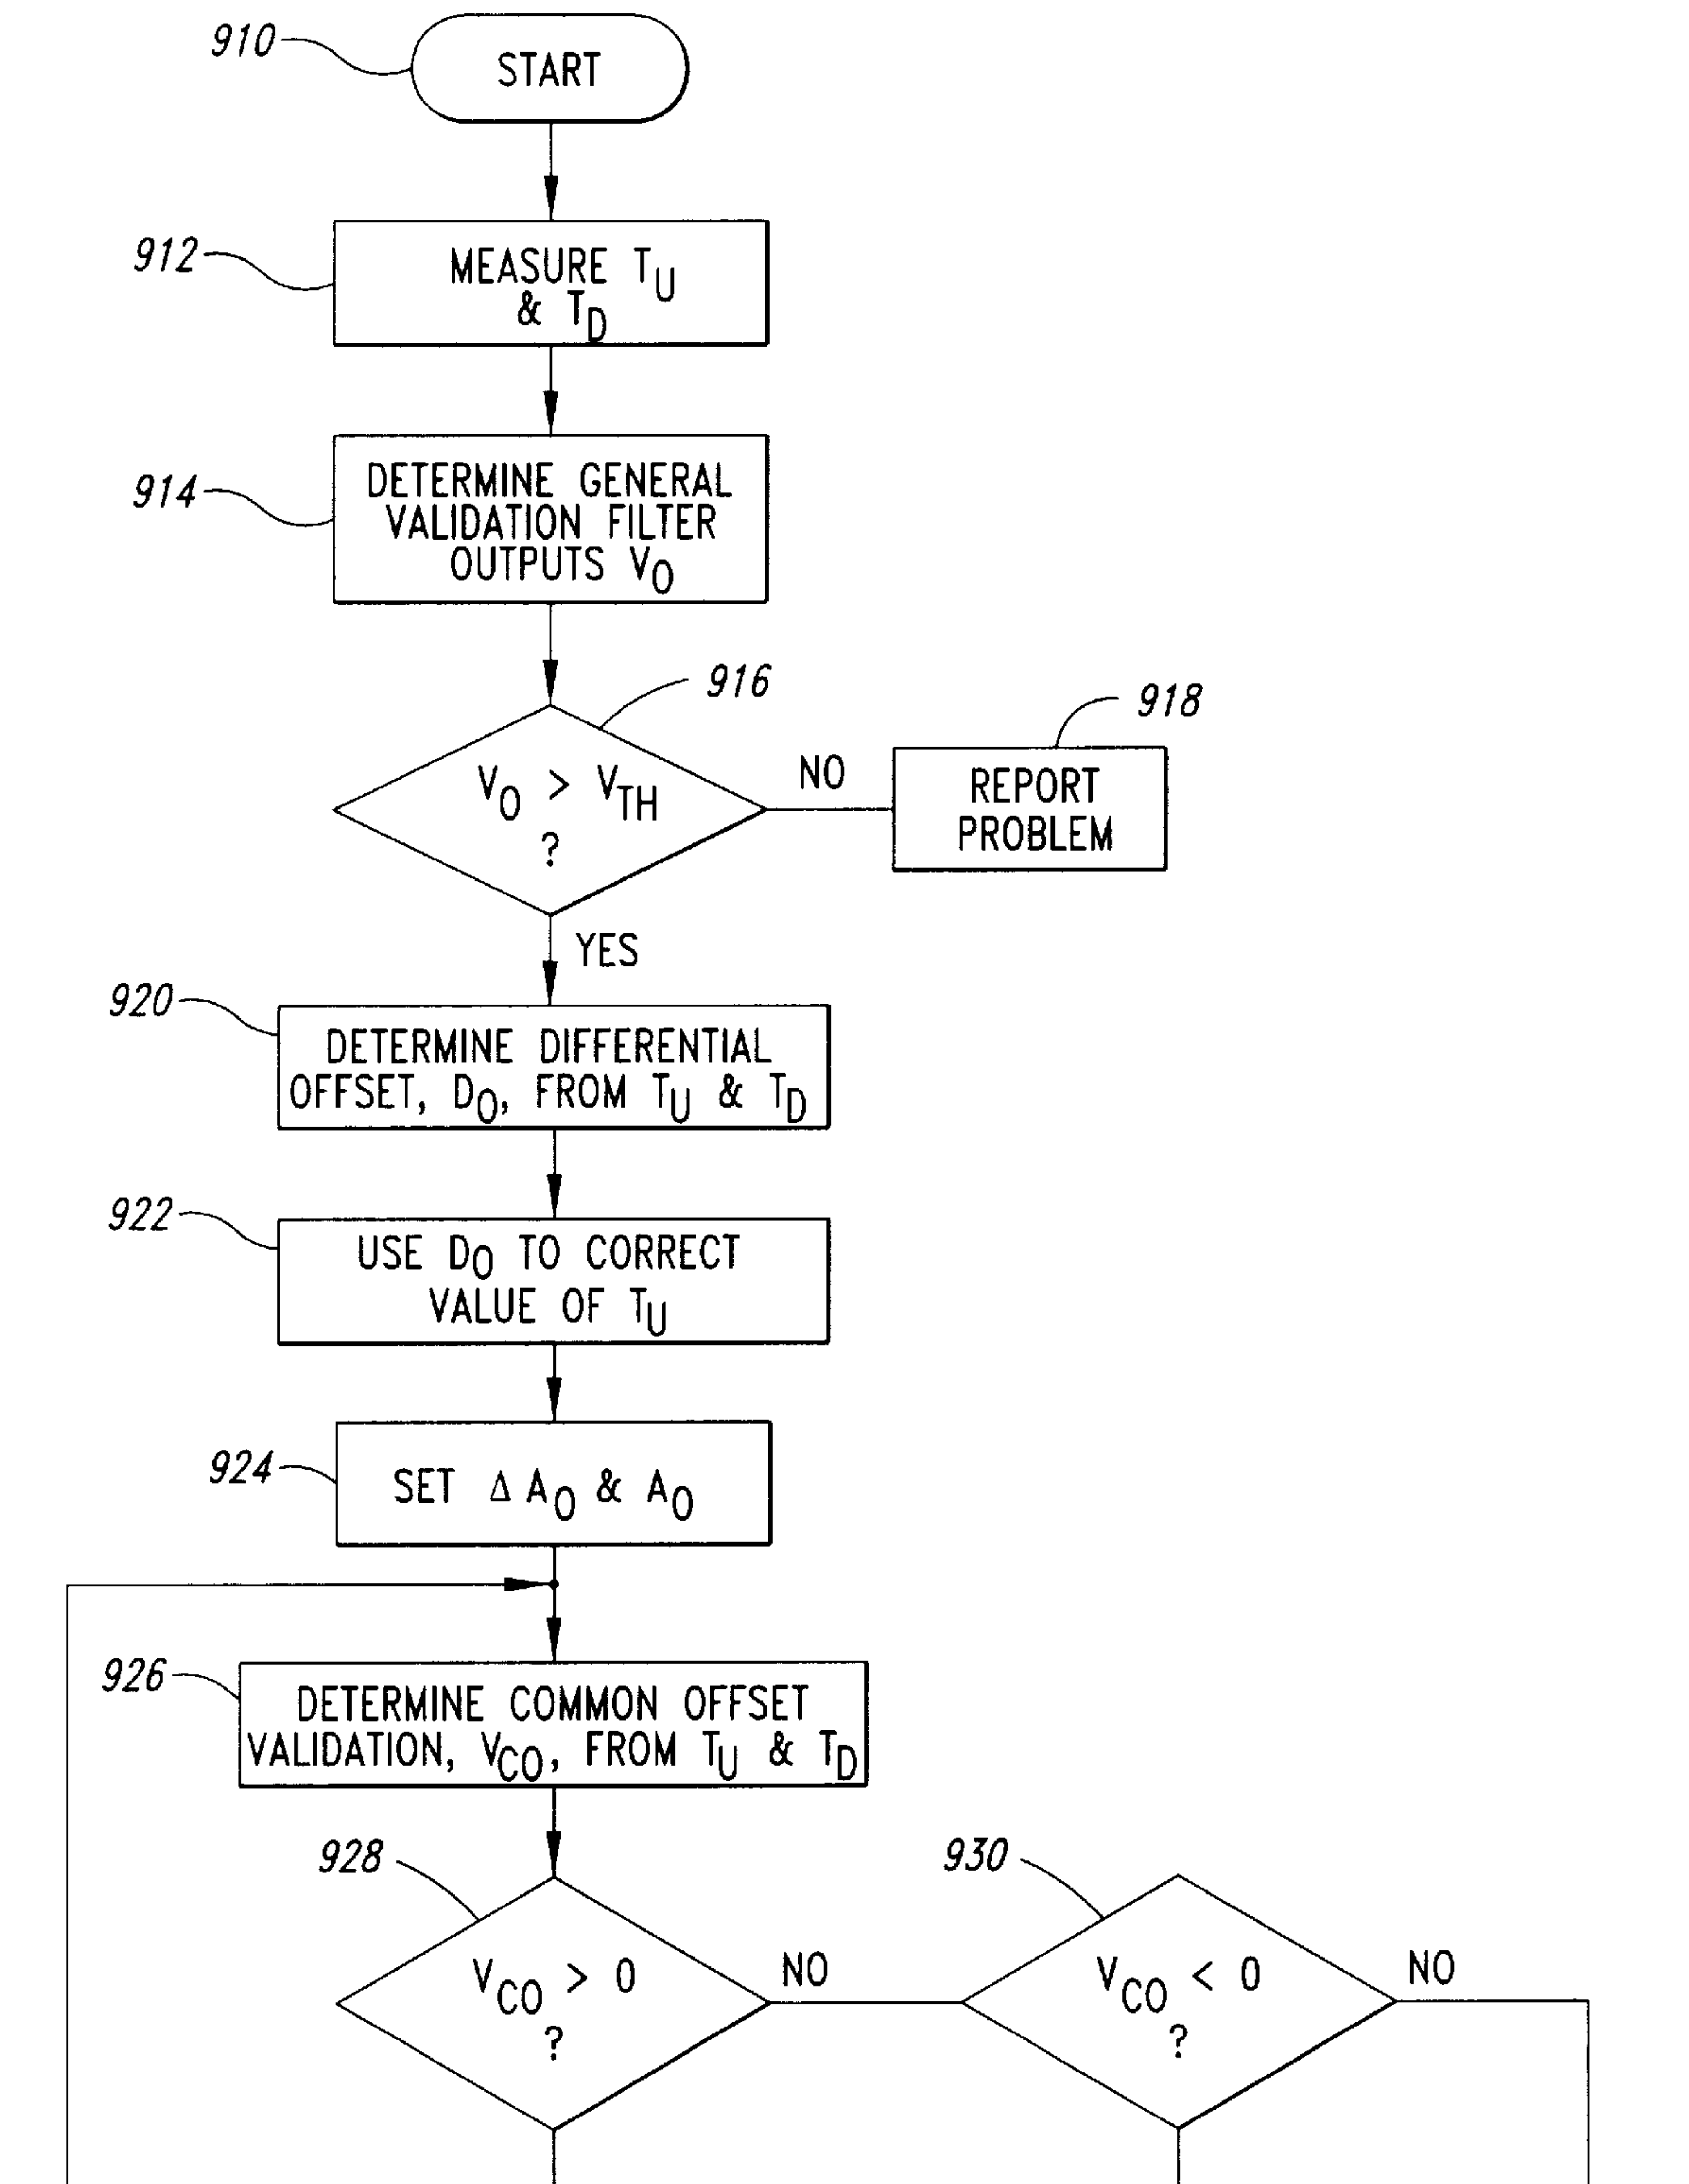 910
START
912
MEASURE TU
& TD
914
DETERMINE GENERAL
VALIDATION FILTER
OUTPUTS VO
916
VO > VTH
?
NO
918
REPORT
PROBLEM
YES
920
DETERMINE DIFFERENTIAL
OFFSET, DO, FROM TU & TD
922
USE DO TO CORRECT
VALUE OF TU
924
SET Δ AO & AO
926
DETERMINE COMMON OFFSET
VALIDATION, VCO, FROM TU & TD
928
VCO > 0
?
NO
930
VCO < 0
?
NO